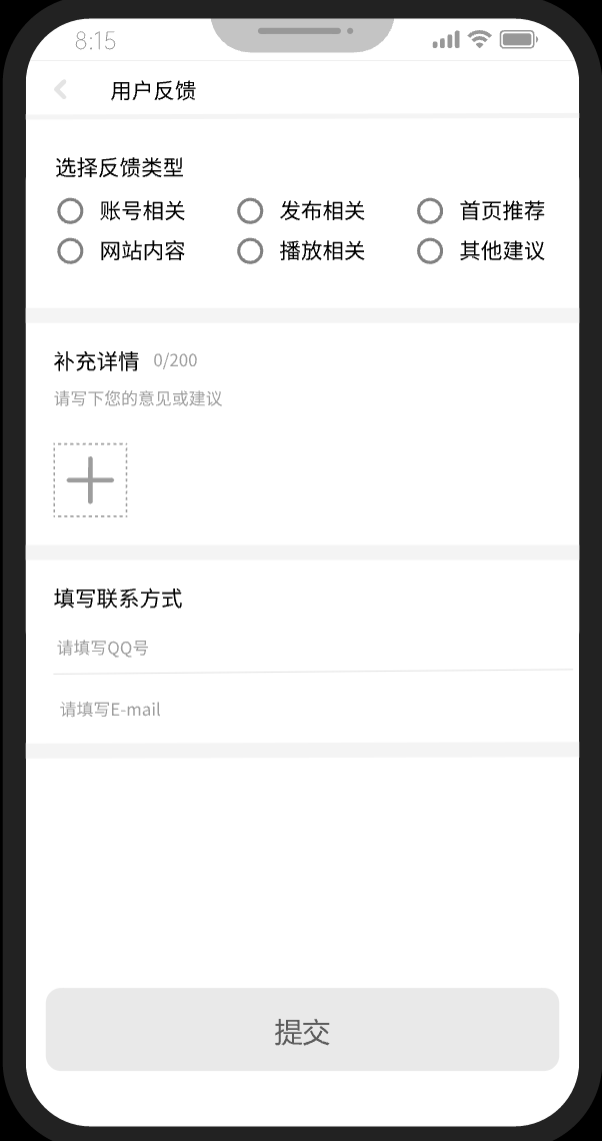 8:15
用户反馈
选择反馈类型
账号相关 发布相关 首页推荐
网站内容 播放相关 其他建议
补充详情 0/200
请写下您的意见或建议
填写联系方式
请填写QQ号
请填写E-mail
提交